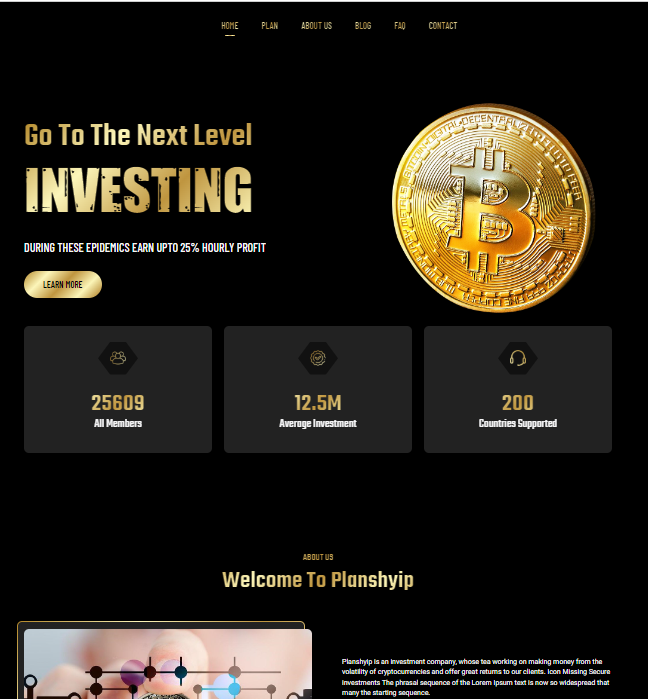 HOME PLAN ABOUT US BLOG FAQ CONTACT
Go To The Next Level
INVESTING
DURING THESE EPIDEMICS EARN UPTO 25% HOURLY PROFIT
LEARN MORE
25609 12.5M 200
All Members Average Investment Countries Supported
ABOUT US
Welcome To Planshyip
Planshyip is an investment company, whose tea working on making money from the
volatility of cryptocurrencies and offer great returns to our clients. Icon Missing Secure
Investments The phrasal sequence of the Lorem Ipsum text is now so widespread that
many the starting sequence.